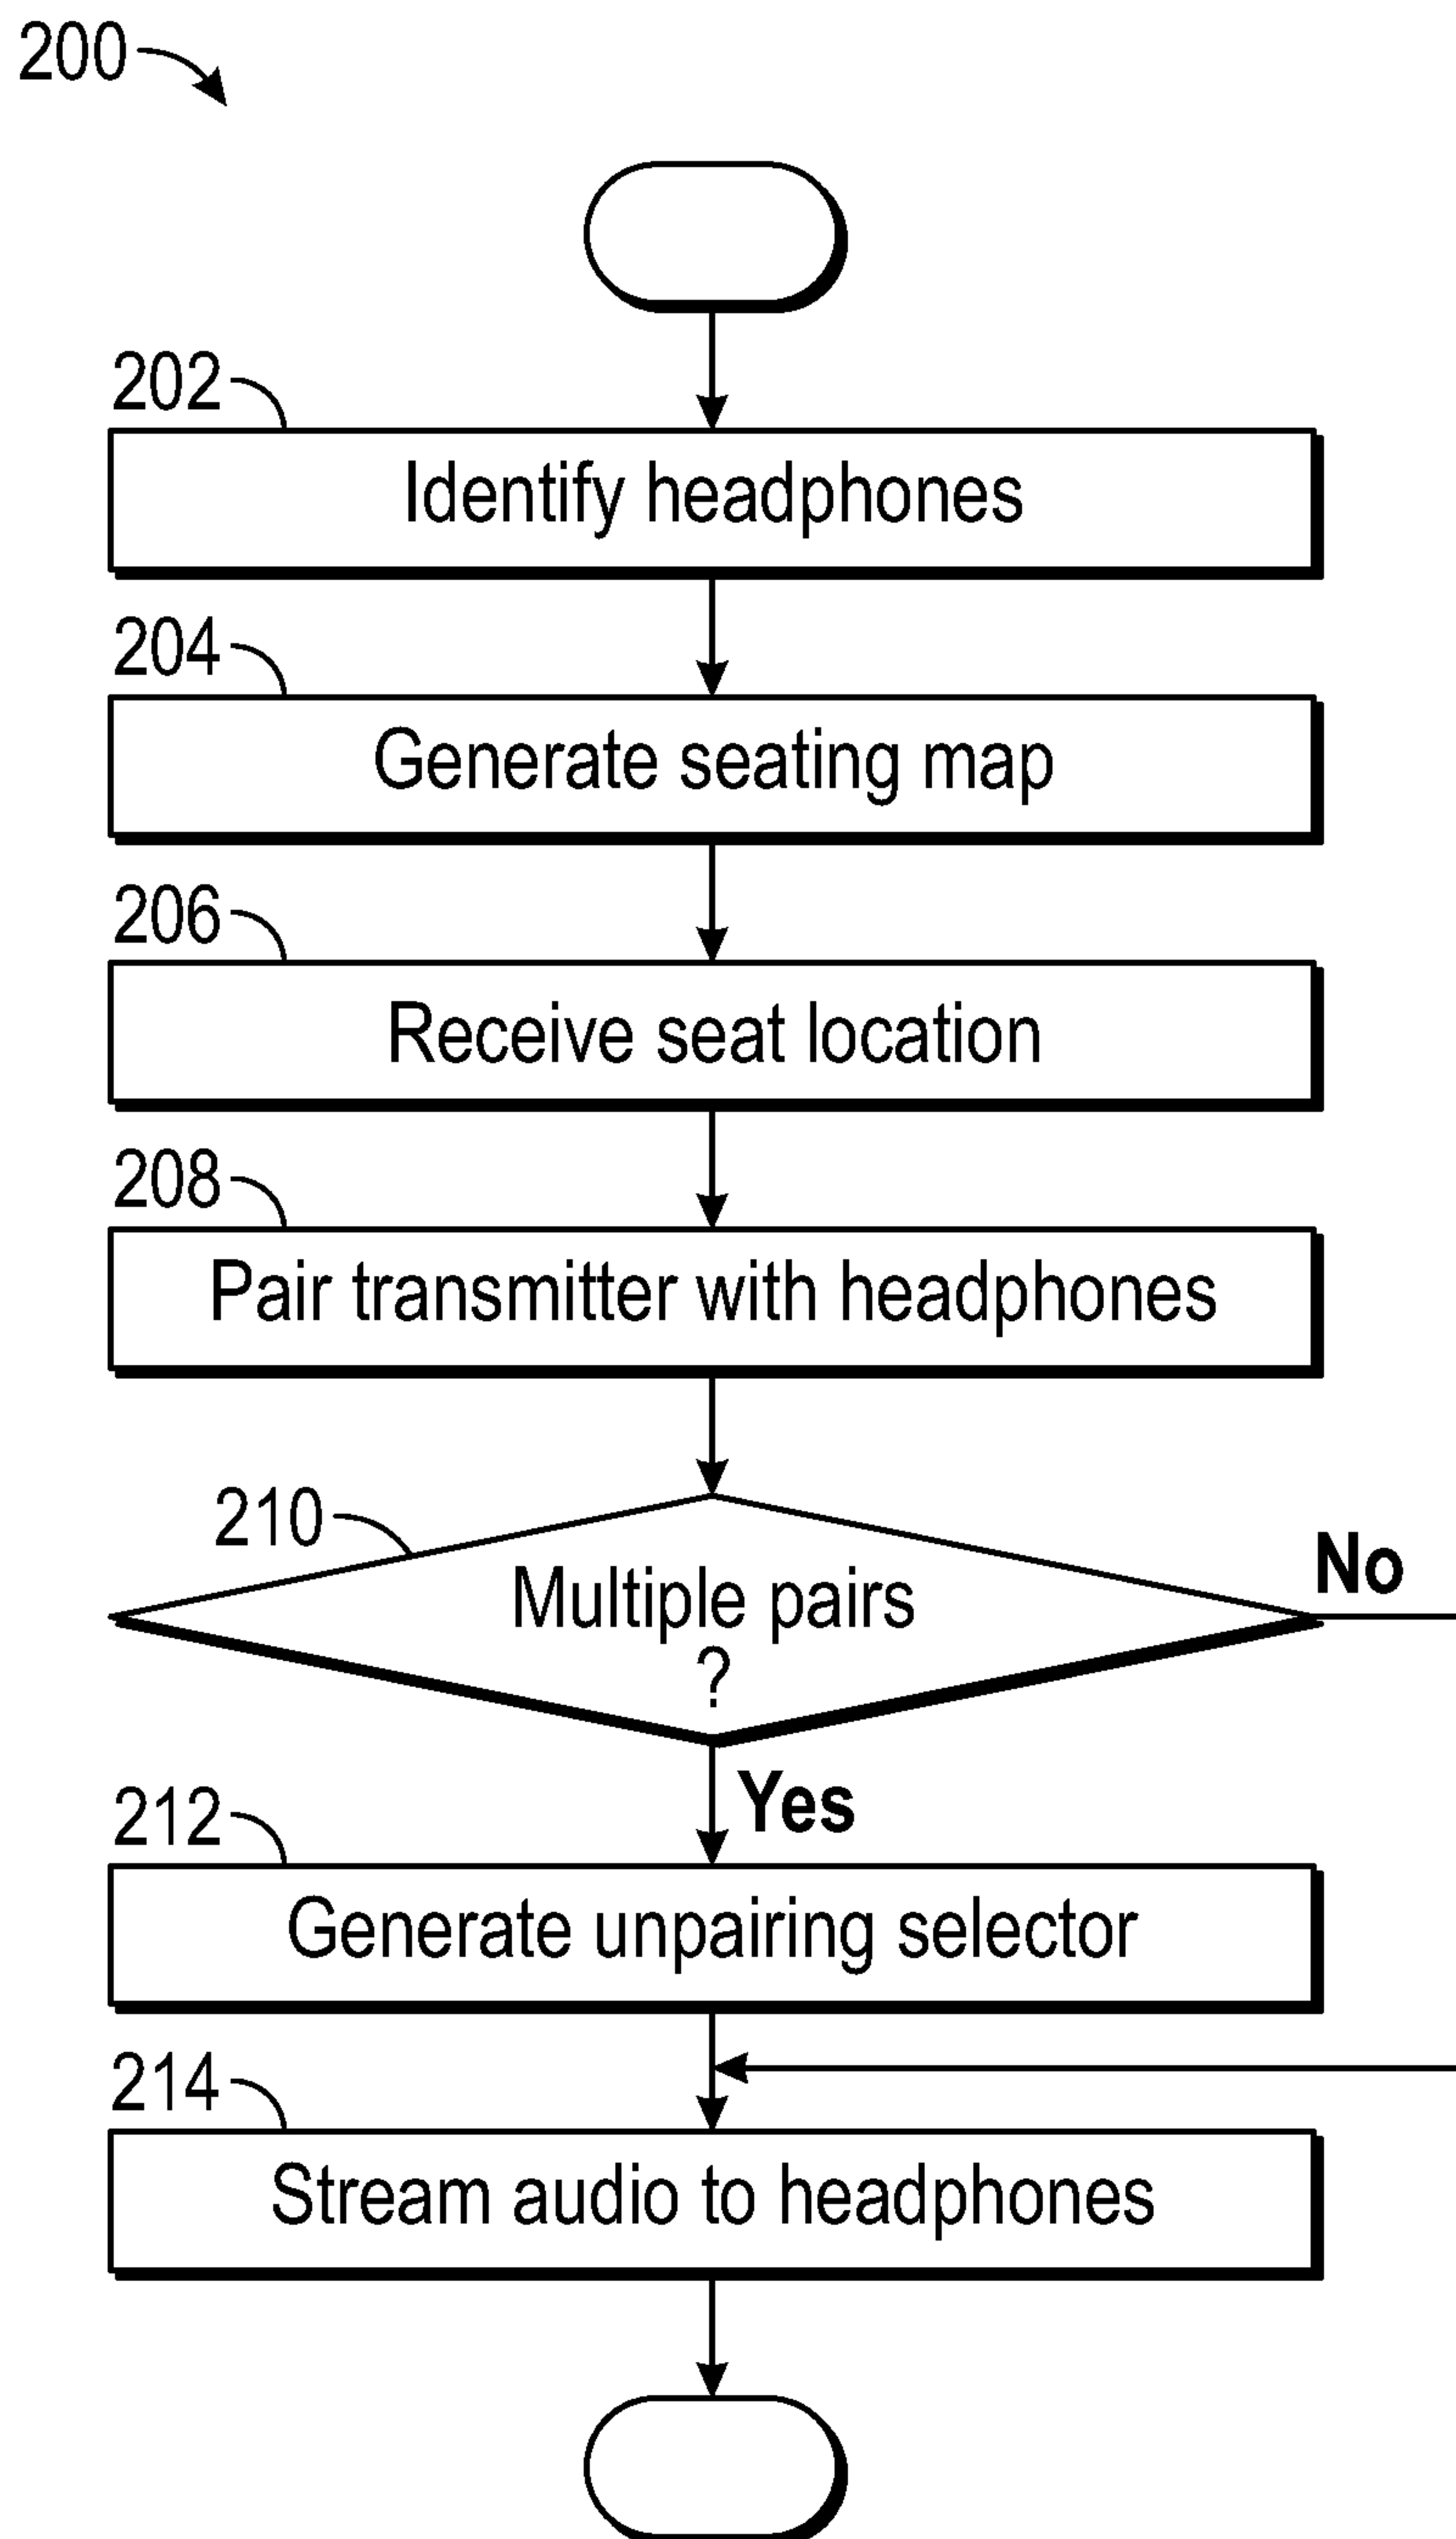 200
202
Identify headphones
204
Generate seating map
206
Receive seat location
208
Pair transmitter with headphones
210
Multiple pairs
?
No
Yes
212
Generate unpairing selector
214
Stream audio to headphones